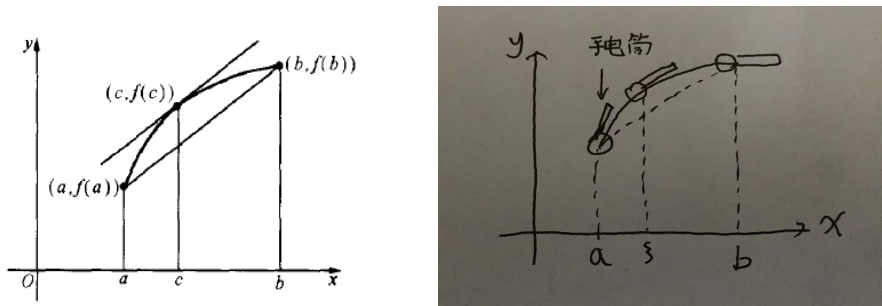 y
(b, f(b))
(c, f(c))
(a, f(a))
O a c b x
y
手电筒
a ξ b x